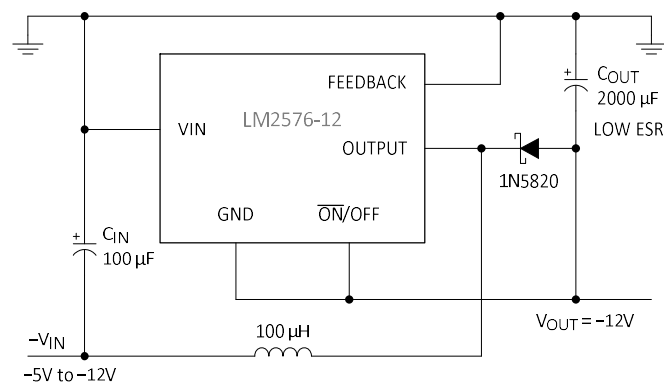 FEEDBACK
+
COUT
2000 µF
LOW ESR
LM2576-12
VIN
OUTPUT
1N5820
GND
ON/OFF
+
CIN
100 µF
100 µH
VOUT = –12V
–VIN
–5V to –12V